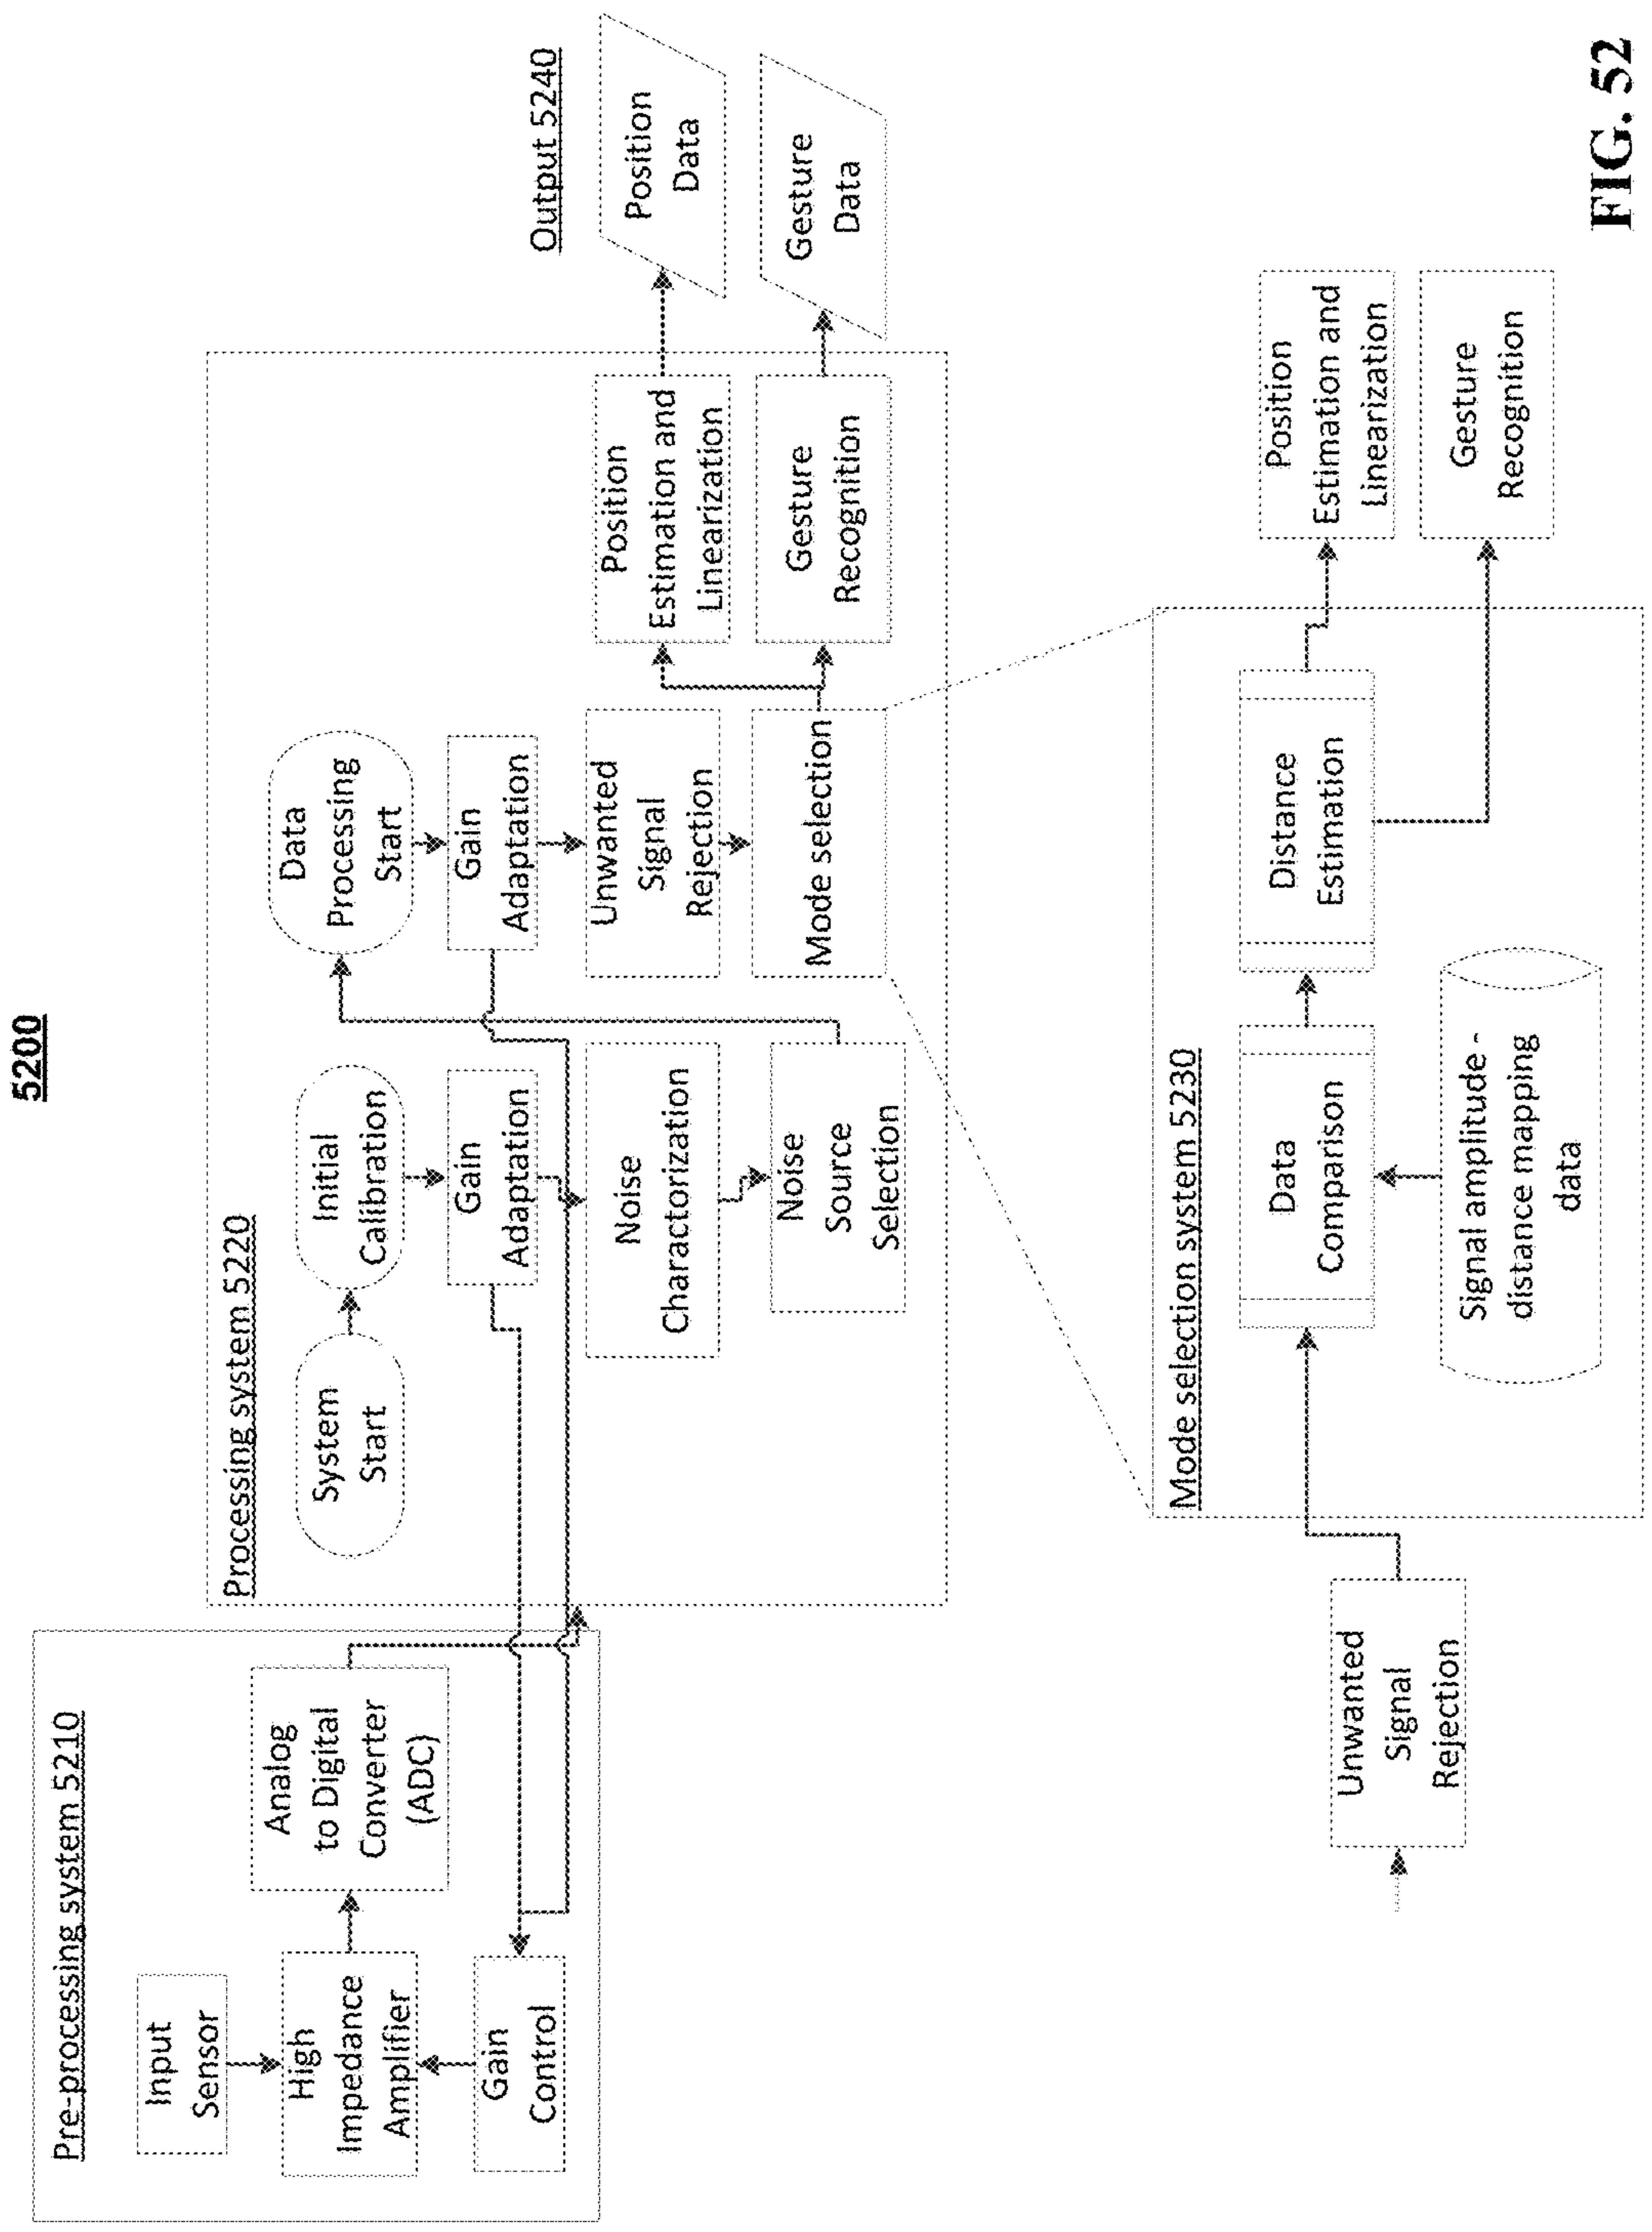 5200
Pre-processing system 5210
Input
Sensor
High
Impedance
Amplifier
Gain
Control
Analog
to Digital
Converter
(ADC)
Processing system 5220
System
Start
Initial
Calibration
Gain
Adaptation
Noise
Charactorization
Noise
Source
Selection
Data
Processing
Start
Gain
Adaptation
Unwanted
Signal
Rejection
Mode selection
Position
Estimation and
Linearization
Gesture
Recognition
Output 5240
Position
Data
Gesture
Data
Mode selection system 5230
Unwanted
Signal
Rejection
Data
Comparison
Signal amplitude -
distance mapping
data
Distance
Estimation
Position
Estimation and
Linearization
Gesture
Recognition
FIG. 52